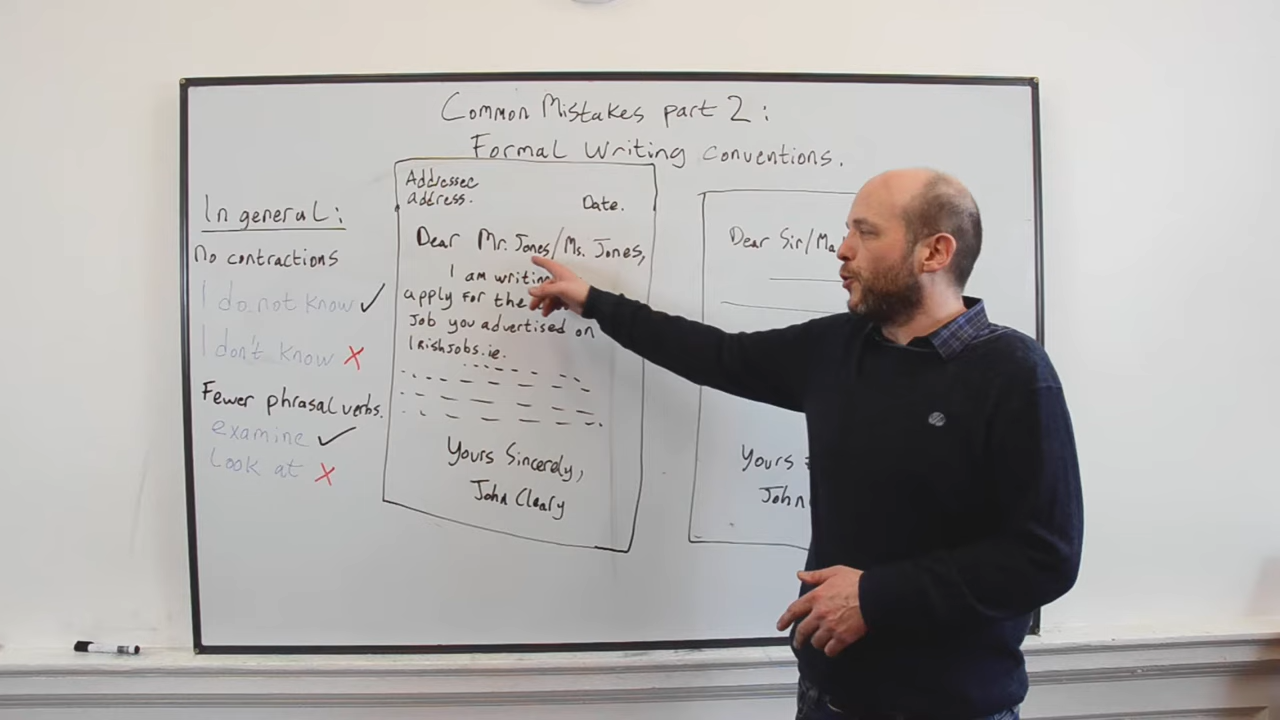 Common Mistakes part 2:
Formal Writing Conventions.
In general:
No contractions
I do not know ✓
I don't know ✗
Fewer phrasal verbs.
examine ✓
Look at ✗
Addressee
address.
Date.
Dear Mr. Jones/Ms. Jones,
I am writing
apply for the
Job you advertised on
IRishJobs.ie.
Yours Sincerely,
John Cleary
Dear Sir/Ma
Yours
John